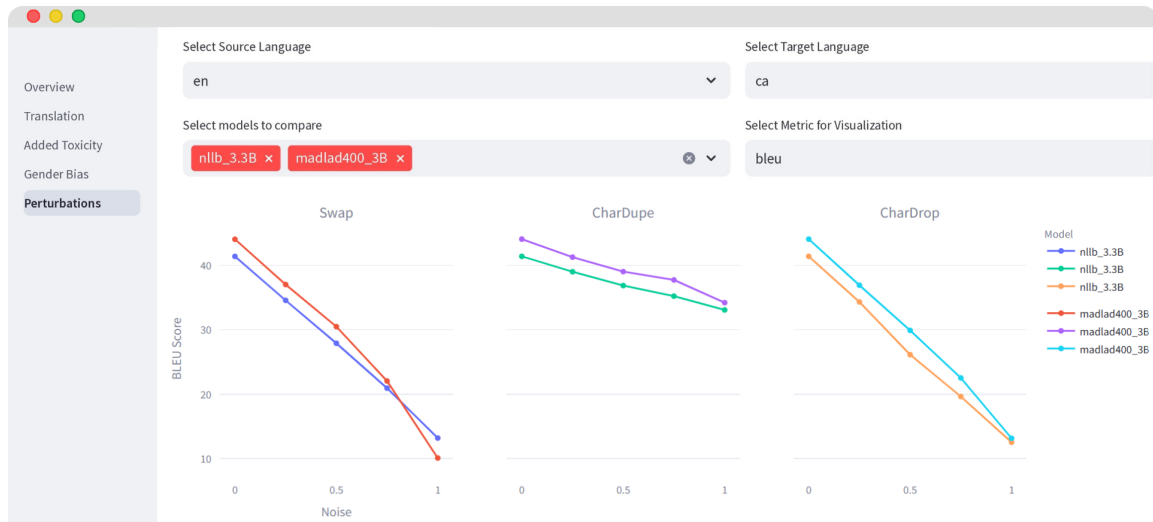 Select Source Language
Select Target Language
en
ca
Overview
Translation
Added Toxicity
Gender Bias
Perturbations
Select models to compare
Select Metric for Visualization
nllb_3.3B ×
madlad400_3B ×
bleu
Swap
CharDupe
CharDrop
BLEU Score
40
30
20
10
0
0.5
1
0
0.5
1
0
0.5
1
Noise
Model
nllb_3.3B
nllb_3.3B
nllb_3.3B
madlad400_3B
madlad400_3B
madlad400_3B